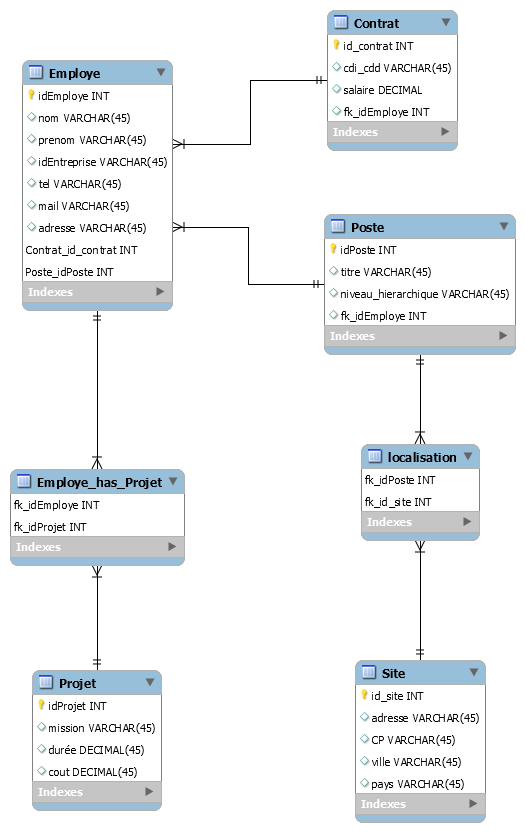 Contrat
id_contrat INT
cdi_cdd VARCHAR(45)
salaire DECIMAL
fk_idEmploye INT
Indexes
Employe
idEmploye INT
nom VARCHAR(45)
prenom VARCHAR(45)
idEntreprise VARCHAR(45)
tel VARCHAR(45)
mail VARCHAR(45)
adresse VARCHAR(45)
Contrat_id_contrat INT
Poste_idPoste INT
Indexes
Poste
idPoste INT
titre VARCHAR(45)
niveau_hierarchique VARCHAR(45)
fk_idEmploye INT
Indexes
Employe_has_Projet
fk_idEmploye INT
fk_idProjet INT
Indexes
localisation
fk_idPoste INT
fk_id_site INT
Indexes
Projet
idProjet INT
mission VARCHAR(45)
durée DECIMAL(45)
cout DECIMAL(45)
Indexes
Site
id_site INT
adresse VARCHAR(45)
CP VARCHAR(45)
ville VARCHAR(45)
pays VARCHAR(45)
Indexes